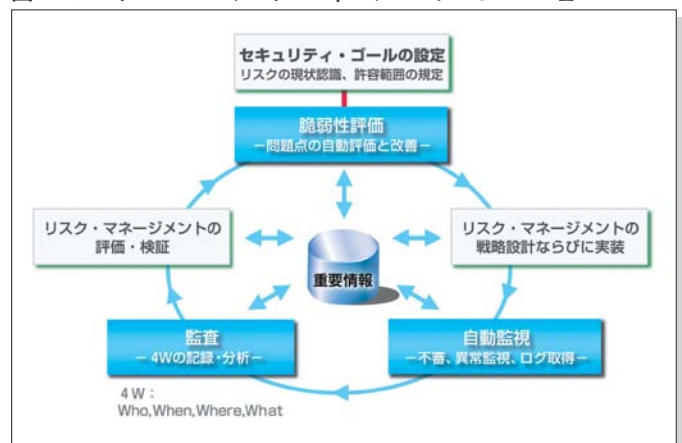 セキュリティ・ゴールの設定
リスクの現状認識、許容範囲の規定
脆弱性評価
－問題点の自動評価と改善－
リスク・マネージメントの
評価・検証
リスク・マネージメントの
戦略設計ならびに実装
重要情報
監査
－ 4Wの記録・分析－
自動監視
－不審、異常監視、ログ取得－
4 W：
Who,When,Where,What